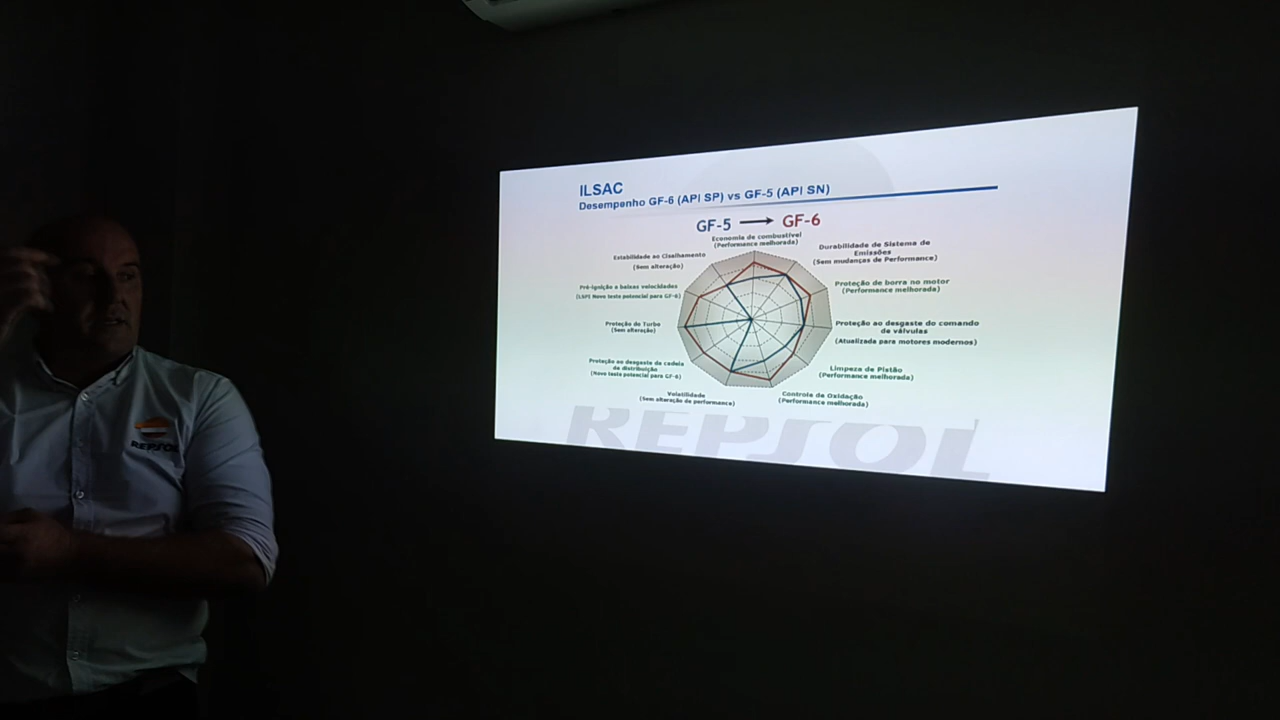 ILSAC
Desempenho GF-6 (API SP) vs GF-5 (API SN)
GF-5 → GF-6
Economia de combustível
(Performance melhorada)
Durabilidade de Sistema de
Emissões
(Sem mudanças de Performance)
Proteção de borra no motor
(Performance melhorada)
Proteção ao desgaste do comando
de válvulas
(Atualizada para motores modernos)
Limpeza de Pistão
(Performance melhorada)
Controle de Oxidação
(Performance melhorada)
Volatilidade
(Sem alteração de performance)
Proteção ao desgaste da cadeia
da distribuição
(Novo teste potencial para GF-6)
Proteção de Turbo
(Sem alteração)
Pré-ignição a baixas velocidades
(LSPI Novo teste potencial para GF-6)
Estabilidade ao Cisalhamento
(Sem alteração)
REPSOL
REPSOL